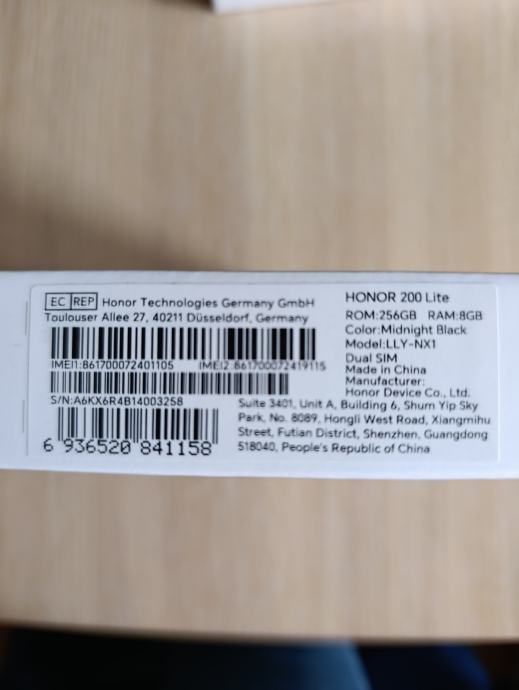 EC REP Honor Technologies Germany GmbH
Toulouser Allee 27, 40211 Düsseldorf, Germany
IMEI1:861700072401105 IMEI2:861700072419115
S/N:A6KX6R4B14003258
6 936520 841158
HONOR 200 Lite
ROM:256GB RAM:8GB
Color:Midnight Black
Model:LLY-NX1
Dual SIM
Made in China
Manufacturer:
Honor Device Co., Ltd.
Suite 3401, Unit A, Building 6, Shum Yip Sky
Park, No. 8089, Hongli West Road, Xiangmihu
Street, Futian District, Shenzhen, Guangdong
518040, People's Republic of China